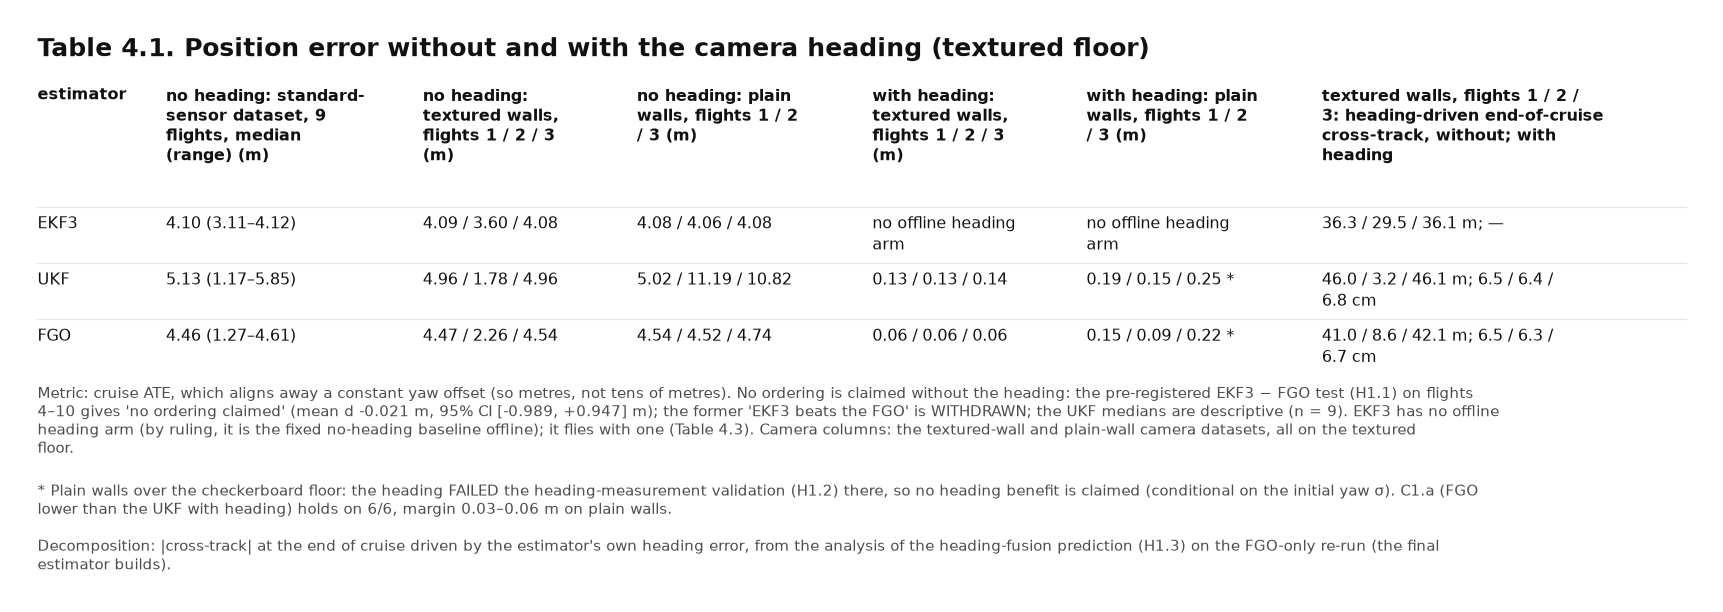 Table 4.1. Position error without and with the camera heading (textured floor)
estimator
no heading: standard-
sensor dataset, 9
flights, median
(range) (m)
no heading:
textured walls,
flights 1 / 2 / 3
(m)
no heading: plain
walls, flights 1 / 2
/ 3 (m)
with heading:
textured walls,
flights 1 / 2 / 3
(m)
with heading: plain
walls, flights 1 / 2
/ 3 (m)
textured walls, flights 1 / 2 /
3: heading-driven end-of-cruise
cross-track, without; with
heading
EKF3
4.10 (3.11–4.12)
4.09 / 3.60 / 4.08
4.08 / 4.06 / 4.08
no offline heading
arm
no offline heading
arm
36.3 / 29.5 / 36.1 m; —
UKF
5.13 (1.17–5.85)
4.96 / 1.78 / 4.96
5.02 / 11.19 / 10.82
0.13 / 0.13 / 0.14
0.19 / 0.15 / 0.25 *
46.0 / 3.2 / 46.1 m; 6.5 / 6.4 /
6.8 cm
FGO
4.46 (1.27–4.61)
4.47 / 2.26 / 4.54
4.54 / 4.52 / 4.74
0.06 / 0.06 / 0.06
0.15 / 0.09 / 0.22 *
41.0 / 8.6 / 42.1 m; 6.5 / 6.3 /
6.7 cm
Metric: cruise ATE, which aligns away a constant yaw offset (so metres, not tens of metres). No ordering is claimed without the heading: the pre-registered EKF3 − FGO test (H1.1) on flights
4–10 gives 'no ordering claimed' (mean d -0.021 m, 95% CI [-0.989, +0.947] m); the former 'EKF3 beats the FGO' is WITHDRAWN; the UKF medians are descriptive (n = 9). EKF3 has no offline
heading arm (by ruling, it is the fixed no-heading baseline offline); it flies with one (Table 4.3). Camera columns: the textured-wall and plain-wall camera datasets, all on the textured
floor.
* Plain walls over the checkerboard floor: the heading FAILED the heading-measurement validation (H1.2) there, so no heading benefit is claimed (conditional on the initial yaw σ). C1.a (FGO
lower than the UKF with heading) holds on 6/6, margin 0.03–0.06 m on plain walls.
Decomposition: |cross-track| at the end of cruise driven by the estimator's own heading error, from the analysis of the heading-fusion prediction (H1.3) on the FGO-only re-run (the final
estimator builds).